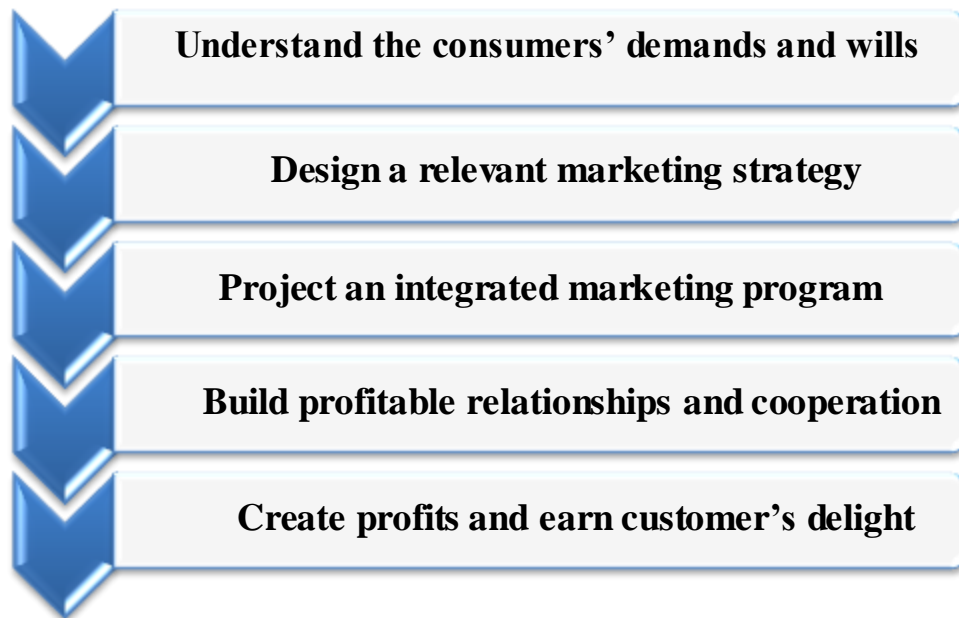 Understand the consumers’ demands and wills
Design a relevant marketing strategy
Project an integrated marketing program
Build profitable relationships and cooperation
Create profits and earn customer’s delight